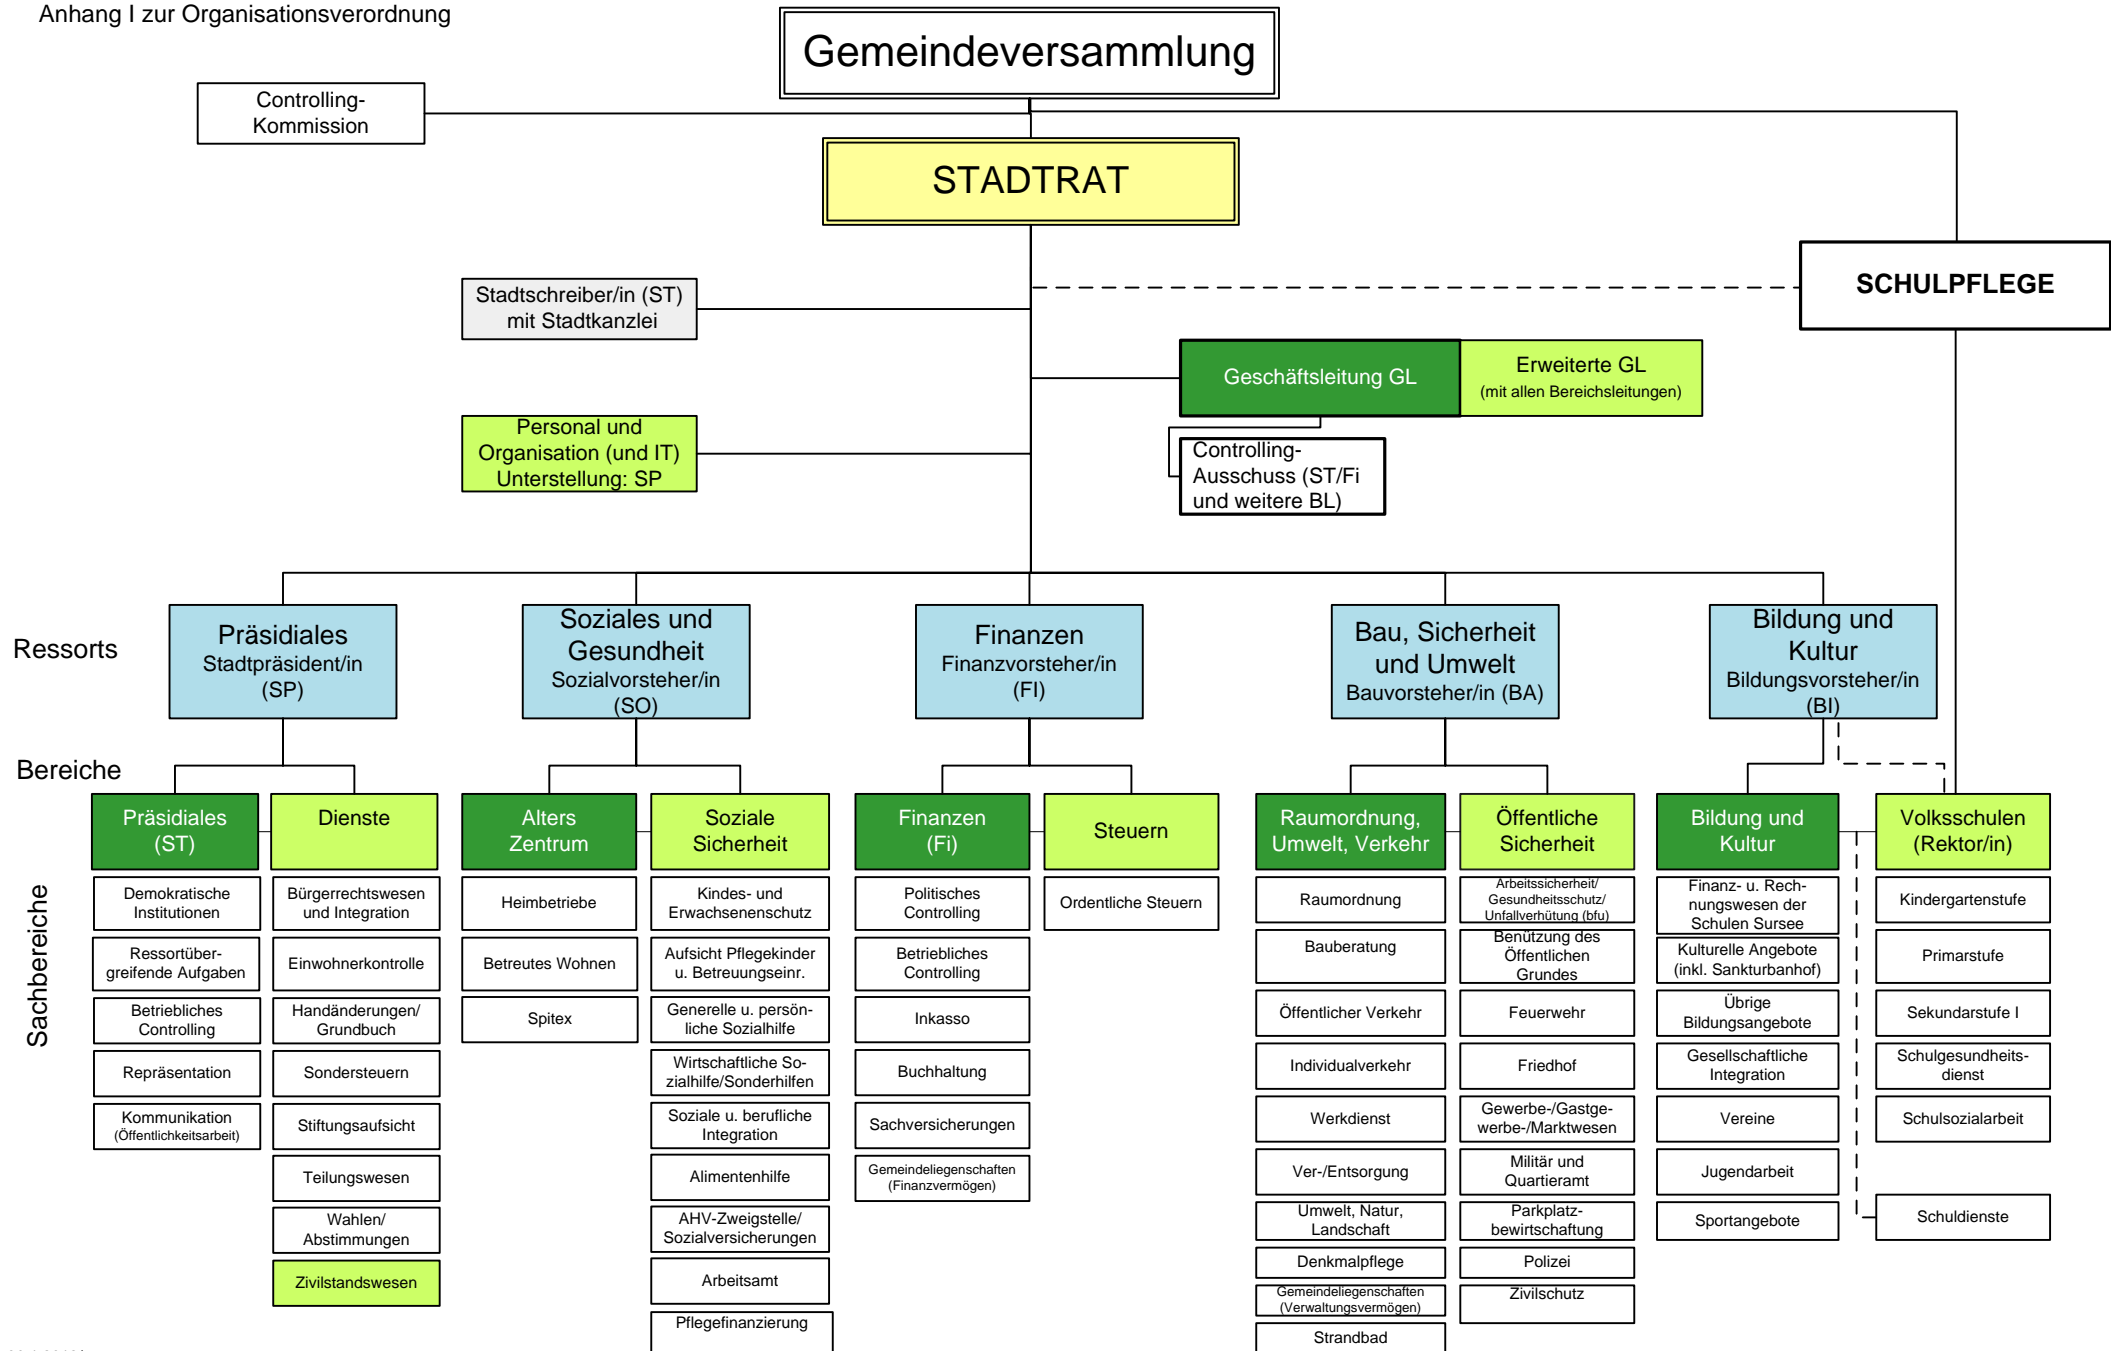 Anhang I zur Organisationsverordnung
Gemeindeversammlung
Controlling-
Kommission
STADTRAT
SCHULPFLEGE
Stadtschreiber/in (ST)
mit Stadtkanzlei
Geschäftsleitung GL
Erweiterte GL
(mit allen Bereichsleitungen)
Personal und
Organisation (und IT)
Unterstellung: SP
Controlling-
Ausschuss (ST/Fi
und weitere BL)
Ressorts
Präsidiales
Stadtpräsident/in
(SP)
Soziales und
Gesundheit
Sozialvorsteher/in
(SO)
Finanzen
Finanzvorsteher/in
(FI)
Bau, Sicherheit
und Umwelt
Bauvorsteher/in (BA)
Bildung und
Kultur
Bildungsvorsteher/in
(BI)
Bereiche
Präsidiales
(ST)
Dienste
Alters
Zentrum
Soziale
Sicherheit
Finanzen
(Fi)
Steuern
Raumordnung,
Umwelt, Verkehr
Öffentliche
Sicherheit
Bildung und
Kultur
Volksschulen
(Rektor/in)
Sachbereiche
Demokratische
Institutionen
Ressortüber-
greifende Aufgaben
Betriebliches
Controlling
Repräsentation
Kommunikation
(Öffentlichkeitsarbeit)
Bürgerrechtswesen
und Integration
Einwohnerkontrolle
Handänderungen/
Grundbuch
Sondersteuern
Stiftungsaufsicht
Teilungswesen
Wahlen/
Abstimmungen
Zivilstandswesen
Heimbetriebe
Betreutes Wohnen
Spitex
Kindes- und
Erwachsenenschutz
Aufsicht Pflegekinder
u. Betreuungseinr.
Generelle u. persön-
liche Sozialhilfe
Wirtschaftliche So-
zialhilfe/Sonderhilfen
Soziale u. berufliche
Integration
Alimentenhilfe
AHV-Zweigstelle/
Sozialversicherungen
Arbeitsamt
Pflegefinanzierung
Politisches
Controlling
Betriebliches
Controlling
Inkasso
Buchhaltung
Sachversicherungen
Gemeindeliegenschaften
(Finanzvermögen)
Ordentliche Steuern
Raumordnung
Bauberatung
Öffentlicher Verkehr
Individualverkehr
Werkdienst
Ver-/Entsorgung
Umwelt, Natur,
Landschaft
Denkmalpflege
Gemeindeliegenschaften
(Verwaltungsvermögen)
Strandbad
Arbeitssicherheit/
Gesundheitsschutz/
Unfallverhütung (bfu)
Benützung des
Öffentlichen
Grundes
Feuerwehr
Friedhof
Gewerbe-/Gastge-
werbe-/Marktwesen
Militär und
Quartieramt
Parkplatz-
bewirtschaftung
Polizei
Zivilschutz
Finanz- u. Rech-
nungswesen der
Schulen Sursee
Kulturelle Angebote
(inkl. Sankturbanhof)
Übrige
Bildungsangebote
Gesellschaftliche
Integration
Vereine
Jugendarbeit
Sportangebote
Kindergartenstufe
Primarstufe
Sekundarstufe I
Schulgesundheits-
dienst
Schulsozialarbeit
Schuldienste